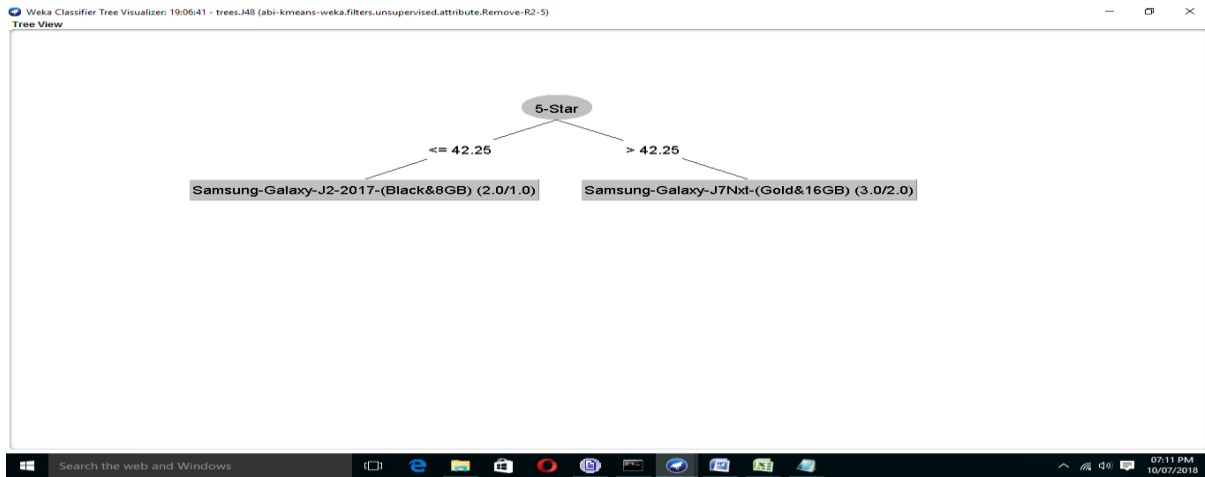 Weka Classifier Tree Visualizer: 19:06:41 - trees.J48 (abi-kmeans-weka.filters.unsupervised.attribute.Remove-R2-5)
Tree View
5-Star
<= 42.25 > 42.25
Samsung-Galaxy-J2-2017-(Black&8GB) (2.0/1.0) Samsung-Galaxy-J7Nxt-(Gold&16GB) (3.0/2.0)
Search the web and Windows
07:11 PM
10/07/2018